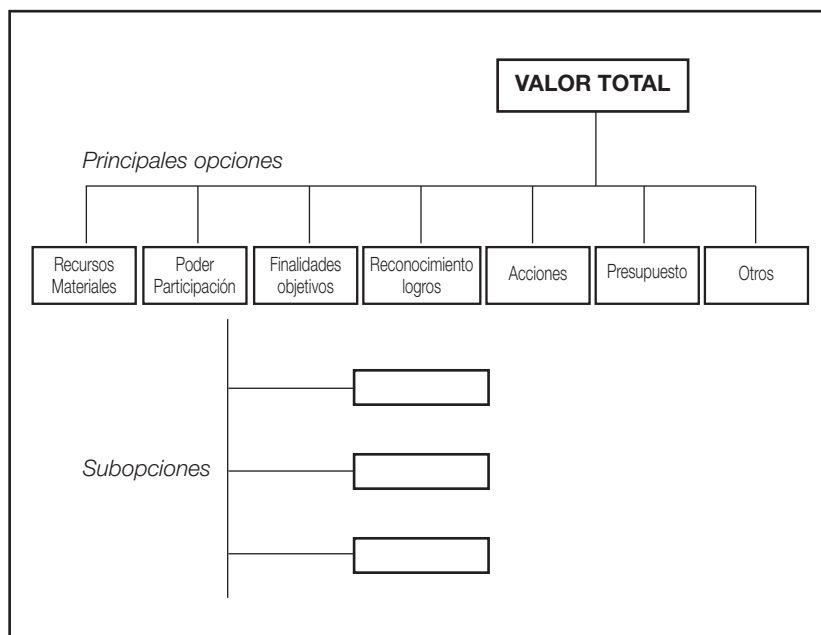 VALOR TOTAL
Principales opciones
Recursos
Materiales
Poder
Participación
Finalidades
objetivos
Reconocimiento
logros
Acciones
Presupuesto
Otros
Subopciones